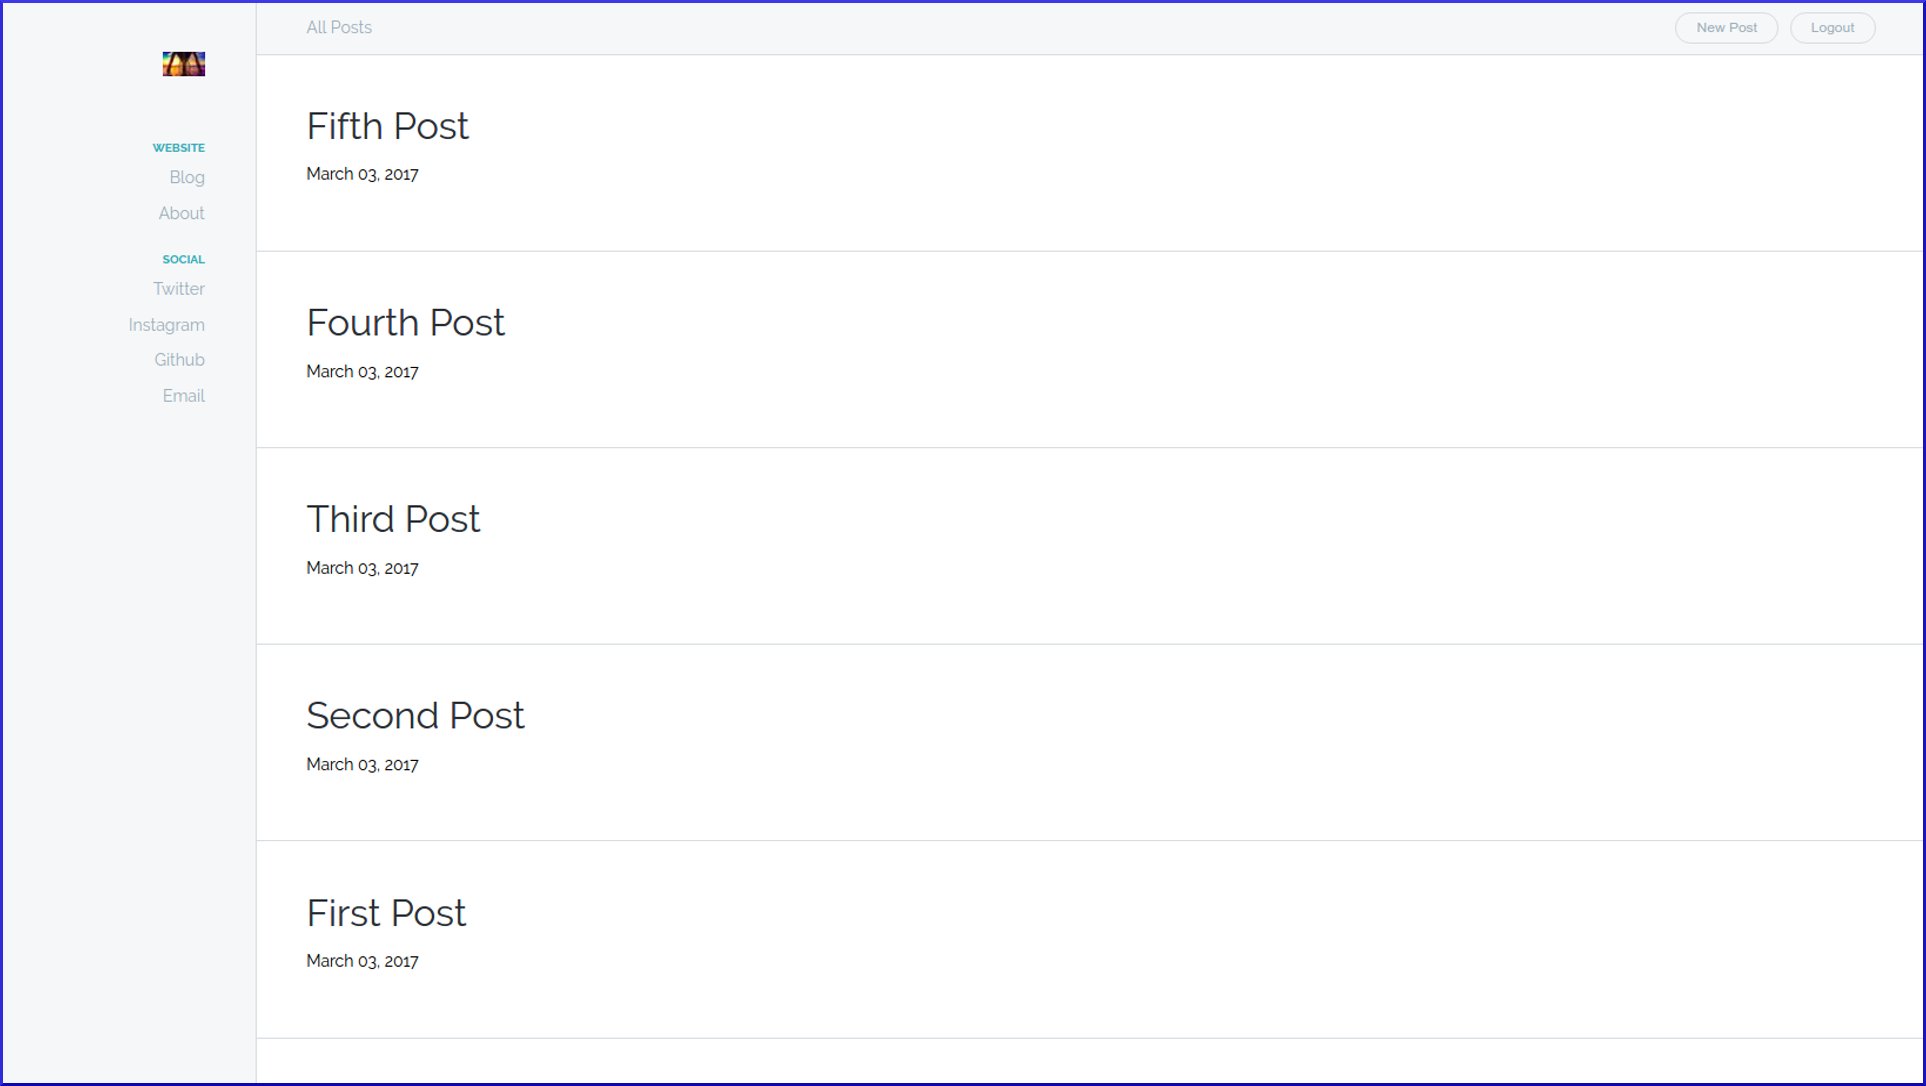 WEBSITE
Blog
About
SOCIAL
Twitter
Instagram
Github
Email
All Posts
New Post
Logout
Fifth Post
March 03, 2017
Fourth Post
March 03, 2017
Third Post
March 03, 2017
Second Post
March 03, 2017
First Post
March 03, 2017